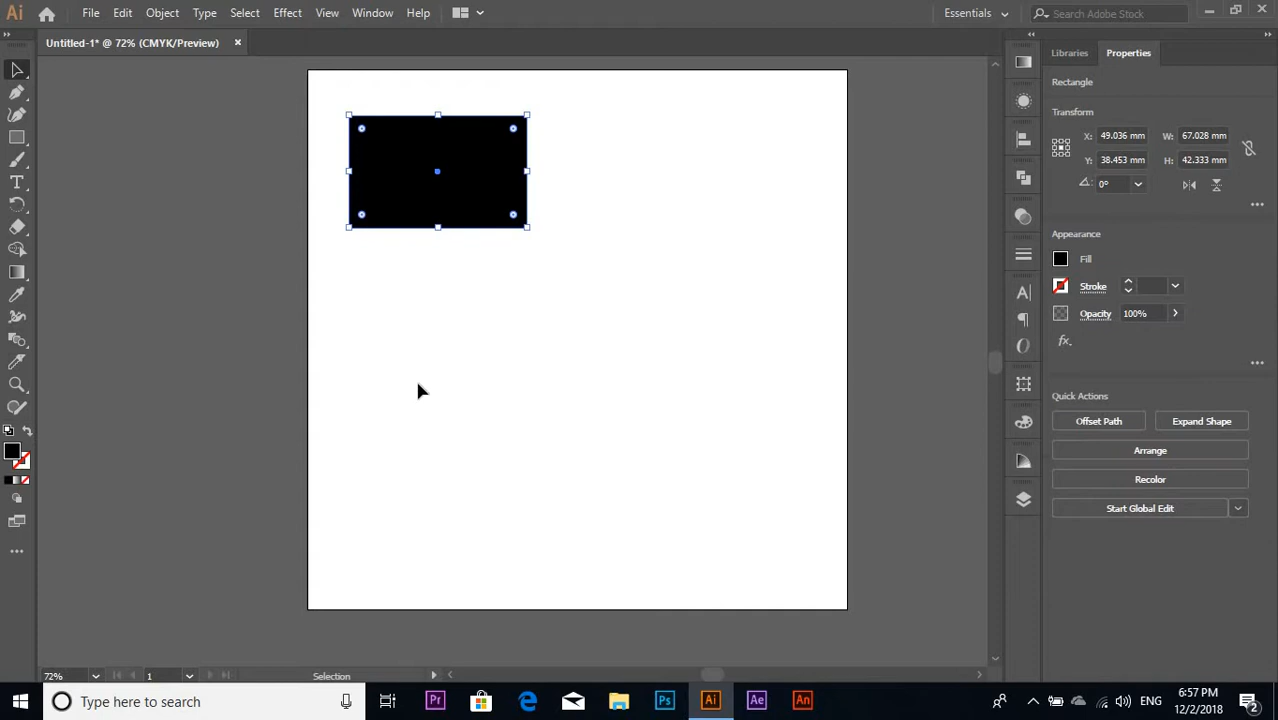 Ai File Edit Object Type Select Effect View Window Help Essentials Search Adobe Stock
Untitled-1* @ 72% (CMYK/Preview) ×
Libraries Properties
Rectangle
Transform
X: 49.036 mm W: 67.028 mm
Y: 38.453 mm H: 42.333 mm
0°
Appearance
Fill
Stroke
Opacity 100%
fx.
Quick Actions
Offset Path Expand Shape
Arrange
Recolor
Start Global Edit
72% 1 Selection
Type here to search Pr Ps Ai Ae An ENG 6:57 PM
12/2/2018 2